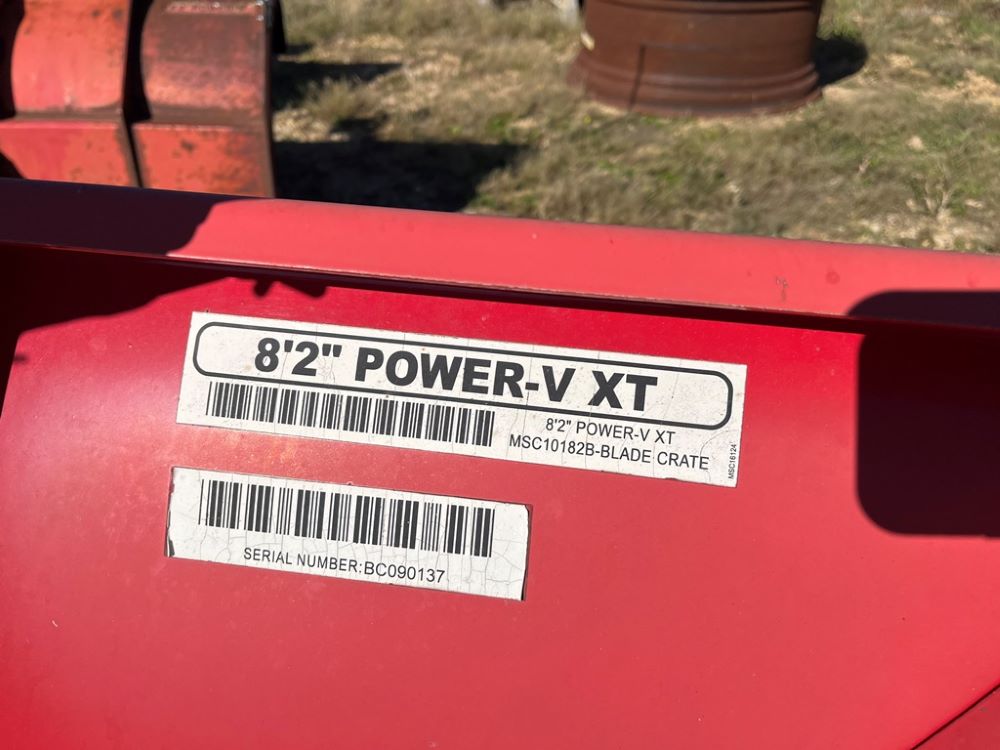 8'2" POWER-V XT
8'2" POWER-V XT
MSC10182B-BLADE CRATE
MSC16124
SERIAL NUMBER:BC090137